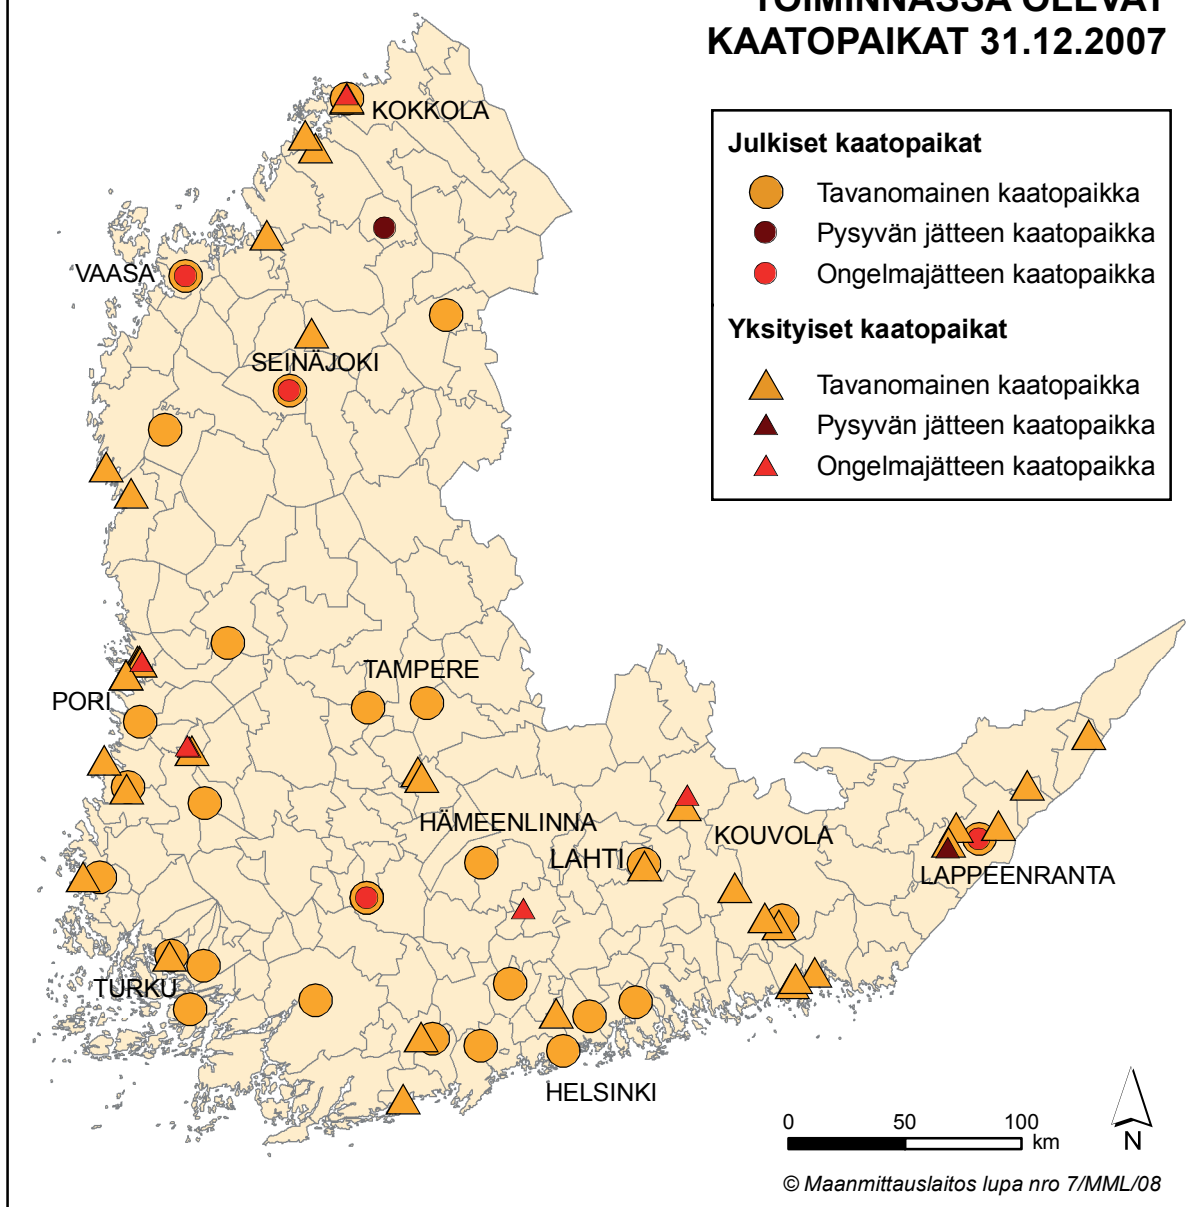 TOIMINNASSA OLEVAT
KAATOPAIKAT 31.12.2007
Julkiset kaatopaikat
Tavanomainen kaatopaikka
Pysyvän jätteen kaatopaikka
Ongelmajätteen kaatopaikka
Yksityiset kaatopaikat
Tavanomainen kaatopaikka
Pysyvän jätteen kaatopaikka
Ongelmajätteen kaatopaikka
KOKKOLA
VAASA
SEINÄJOKI
TAMPERE
PORI
HÄMEENLINNA
KOUVOLA
LAHTI
LAPPEENRANTA
TURKU
HELSINKI
0 50 100
km
N
© Maanmittauslaitos lupa nro 7/MML/08